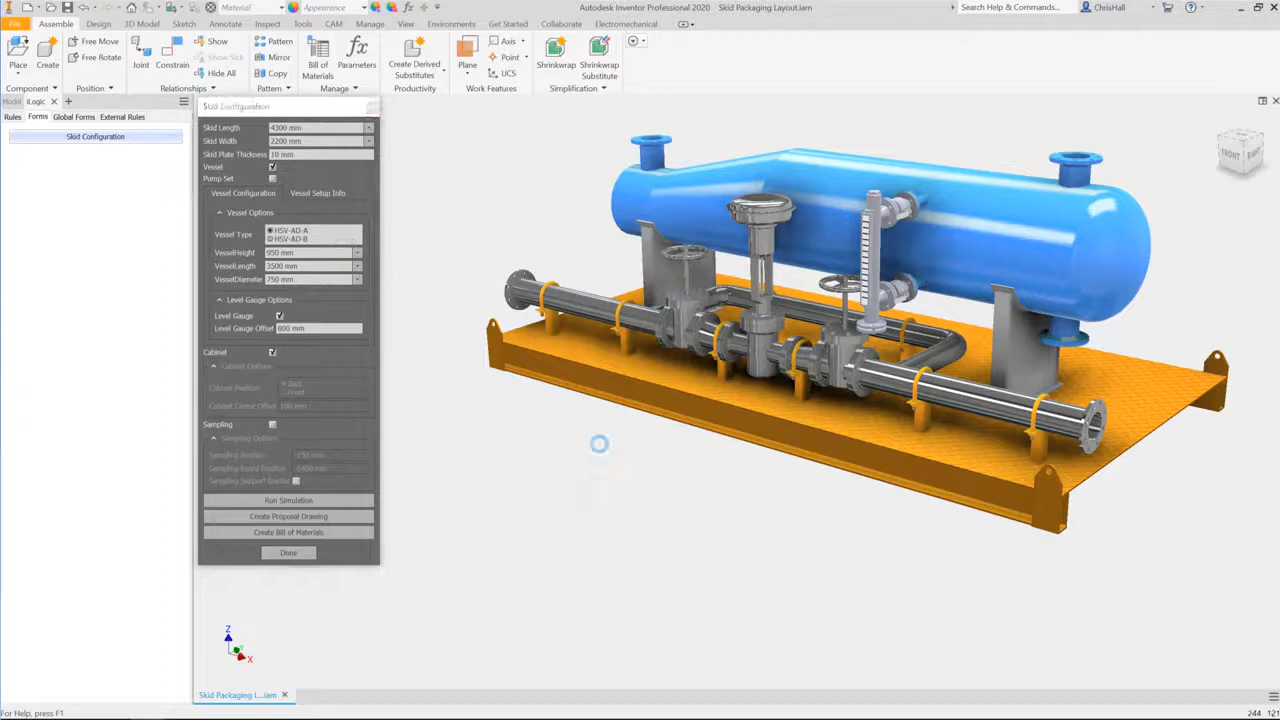 Material
Appearance
Autodesk Inventor Professional 2020 Skid Packaging Layout.iam
Search Help & Commands...
ChrisHall
File
Assemble
Design
3D Model
Sketch
Annotate
Inspect
Tools
CAM
Manage
View
Environments
Get Started
Collaborate
Electromechanical
Place
Create
Free Move
Free Rotate
Joint
Constrain
Show
Show Sick
Hide All
Pattern
Mirror
Copy
Bill of
Materials
Parameters
Create Derived
Substitutes
Plane
Axis
Point
UCS
Shrinkwrap
Shrinkwrap
Substitute
Component
Position
Relationships
Pattern
Manage
Productivity
Work Features
Simplification
Model
iLogic
Rules
Forms
Global Forms
External Rules
Skid Configuration
Skid Configuration
Skid Length 4300 mm
Skid Width 2200 mm
Skid Plate Thickness 10 mm
Vessel
Pump Set
Vessel Configuration
Vessel Setup Info
Vessel Options
Vessel Type
HSV-AD-A
HSV-AD-B
VesselHeight 950 mm
VesselLength 3500 mm
VesselDiameter 750 mm
Level Gauge Options
Level Gauge
Level Gauge Offset 800 mm
Cabinet
Cabinet Options
Cabinet Position
Back
Front
Cabinet Centre Offset 100 mm
Sampling
Sampling Options
Sampling Position -150 mm
Sampling Board Position -1400 mm
Sampling Support Bracket
Run Simulation
Create Proposal Drawing
Create Bill of Materials
Done
FRONT
RIGHT
Z
Y
X
Skid Packaging L...iam
For Help, press F1
244 121